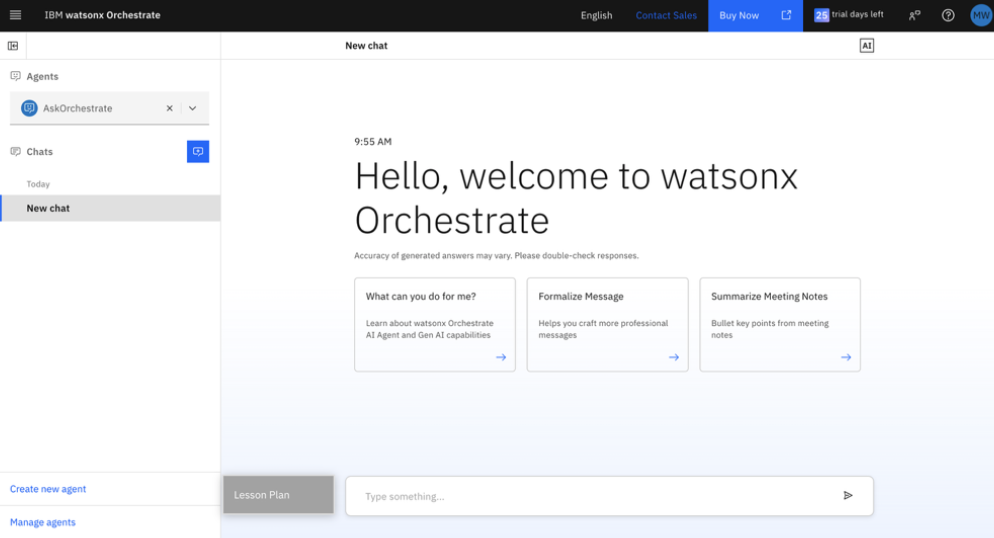 IBM watsonx Orchestrate
English
Contact Sales
Buy Now
25 trial days left
MW
New chat
AI
Agents
AskOrchestrate
Chats
Today
New chat
9:55 AM
Hello, welcome to watsonx
Orchestrate
Accuracy of generated answers may vary. Please double-check responses.
What can you do for me?
Learn about watsonx Orchestrate
AI Agent and Gen AI capabilities
Formalize Message
Helps you craft more professional
messages
Summarize Meeting Notes
Bullet key points from meeting
notes
Create new agent
Manage agents
Lesson Plan
Type something...